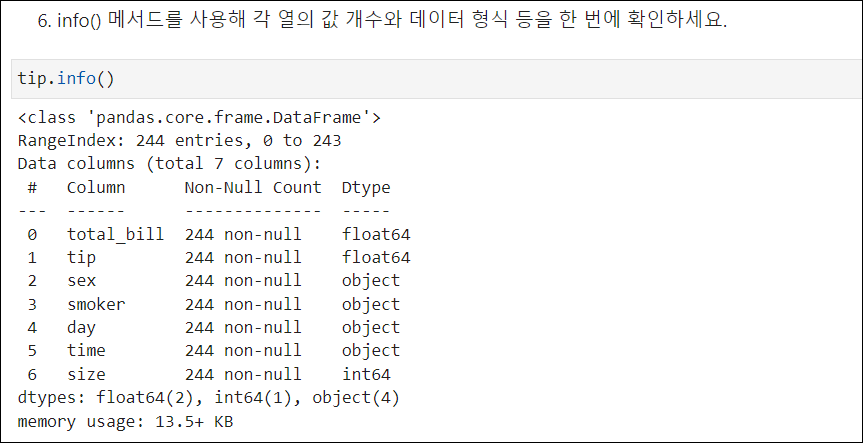 6. info() 메서드를 사용해 각 열의 값 개수와 데이터 형식 등을 한 번에 확인하세요.
tip.info()
<class 'pandas.core.frame.DataFrame'>
RangeIndex: 244 entries, 0 to 243
Data columns (total 7 columns):
 #   Column      Non-Null Count  Dtype
---  ------      --------------  -----
 0   total_bill  244 non-null    float64
 1   tip         244 non-null    float64
 2   sex         244 non-null    object
 3   smoker      244 non-null    object
 4   day         244 non-null    object
 5   time        244 non-null    object
 6   size        244 non-null    int64
dtypes: float64(2), int64(1), object(4)
memory usage: 13.5+ KB